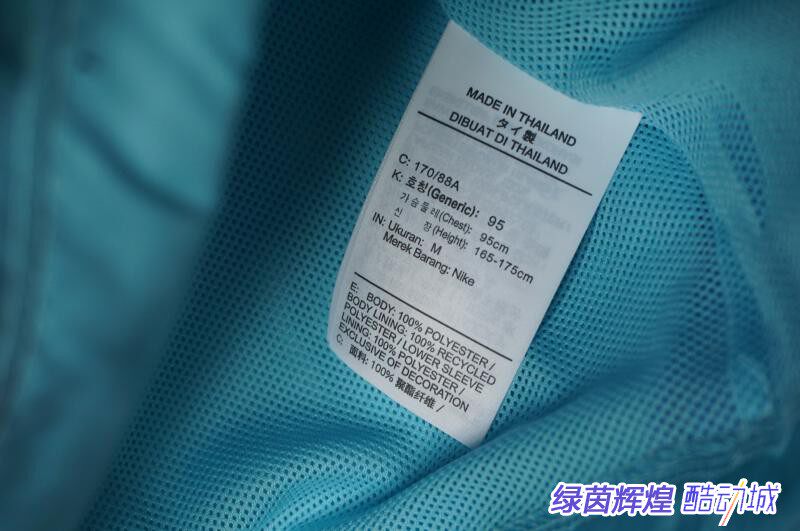 MADE IN THAILAND
タイ製
DIBUAT DI THAILAND
C: 170/88A
K: 호칭(Generic): 95
가슴둘레(Chest): 95cm
신 장(Height): 165-175cm
IN: Ukuran: M
Merek Barang: Nike
E: BODY: 100% POLYESTER /
BODY LINING: 100% RECYCLED
POLYESTER / LOWER SLEEVE
LINING: 100% POLYESTER /
EXCLUSIVE OF DECORATION
C: 面料: 100% 聚酯纤维 /
绿茵辉煌 酷动城